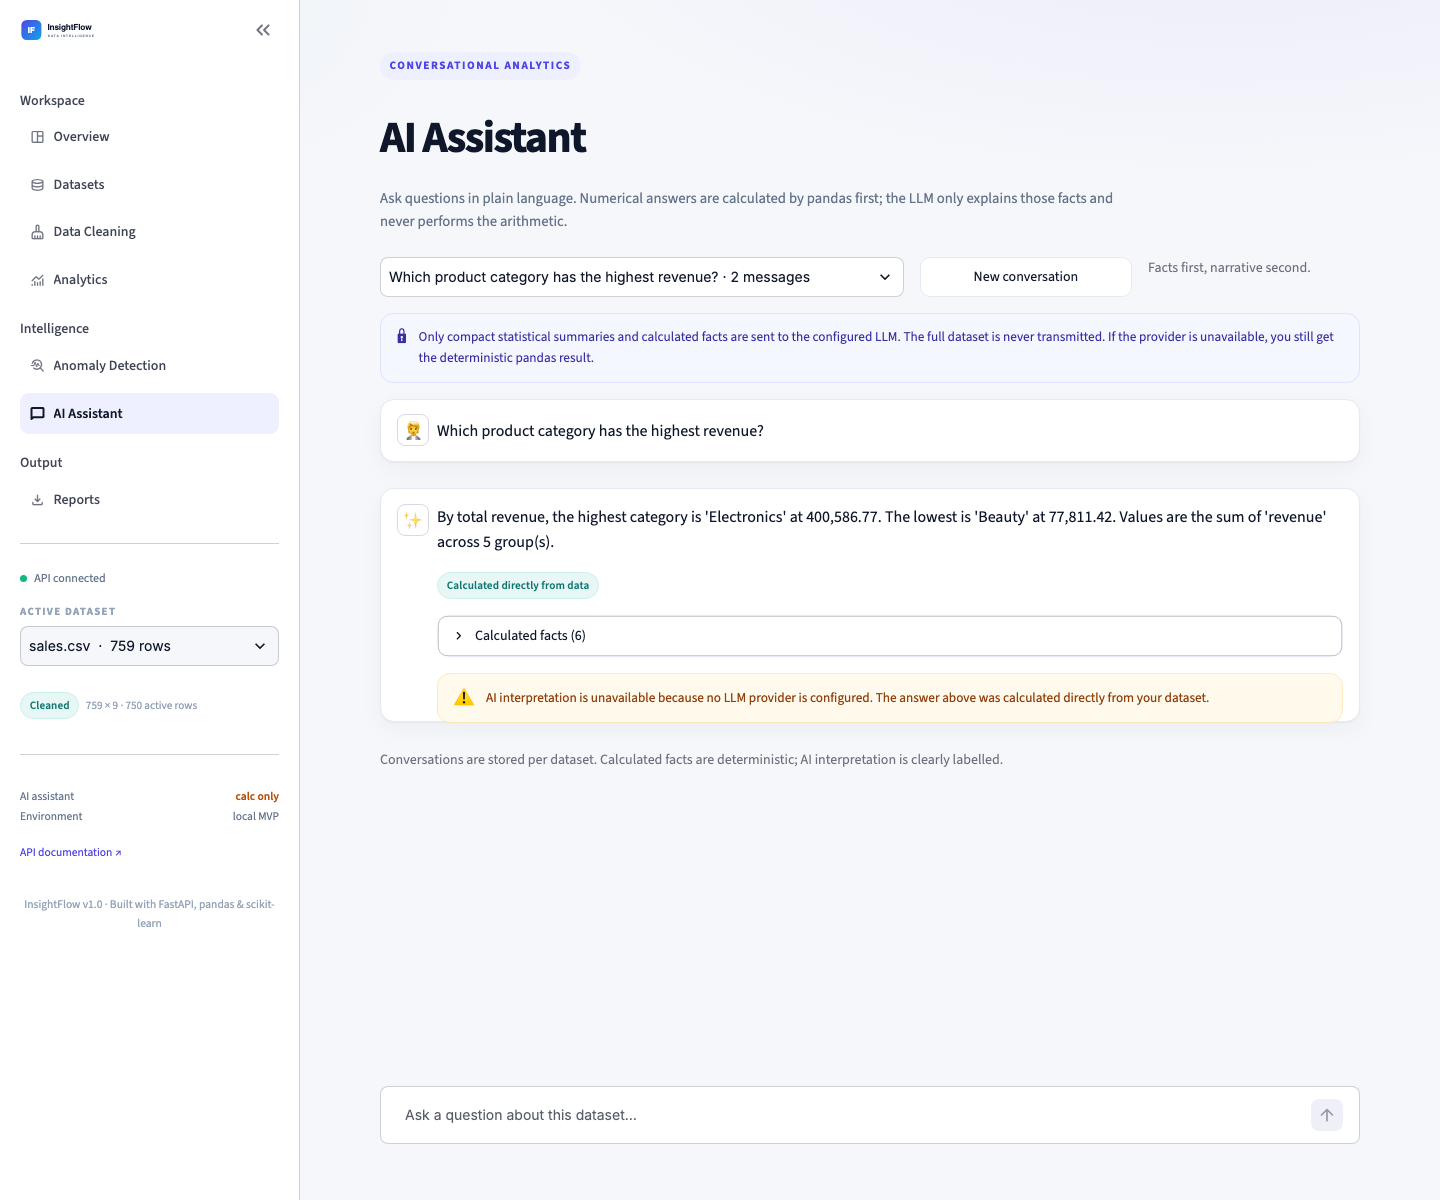 IF InsightFlow
DATA INTELLIGENCE
Workspace
Overview
Datasets
Data Cleaning
Analytics
Intelligence
Anomaly Detection
AI Assistant
Output
Reports
API connected
ACTIVE DATASET
sales.csv · 759 rows
Cleaned 759 × 9 · 750 active rows
AI assistant calc only
Environment local MVP
API documentation ↗
InsightFlow v1.0 · Built with FastAPI, pandas & scikit-
learn
CONVERSATIONAL ANALYTICS
AI Assistant
Ask questions in plain language. Numerical answers are calculated by pandas first; the LLM only explains those facts and
never performs the arithmetic.
Which product category has the highest revenue? · 2 messages
New conversation
Facts first, narrative second.
Only compact statistical summaries and calculated facts are sent to the configured LLM. The full dataset is never transmitted. If the provider is unavailable, you still get
the deterministic pandas result.
Which product category has the highest revenue?
By total revenue, the highest category is 'Electronics' at 400,586.77. The lowest is 'Beauty' at 77,811.42. Values are the sum of 'revenue'
across 5 group(s).
Calculated directly from data
Calculated facts (6)
AI interpretation is unavailable because no LLM provider is configured. The answer above was calculated directly from your dataset.
Conversations are stored per dataset. Calculated facts are deterministic; AI interpretation is clearly labelled.
Ask a question about this dataset...